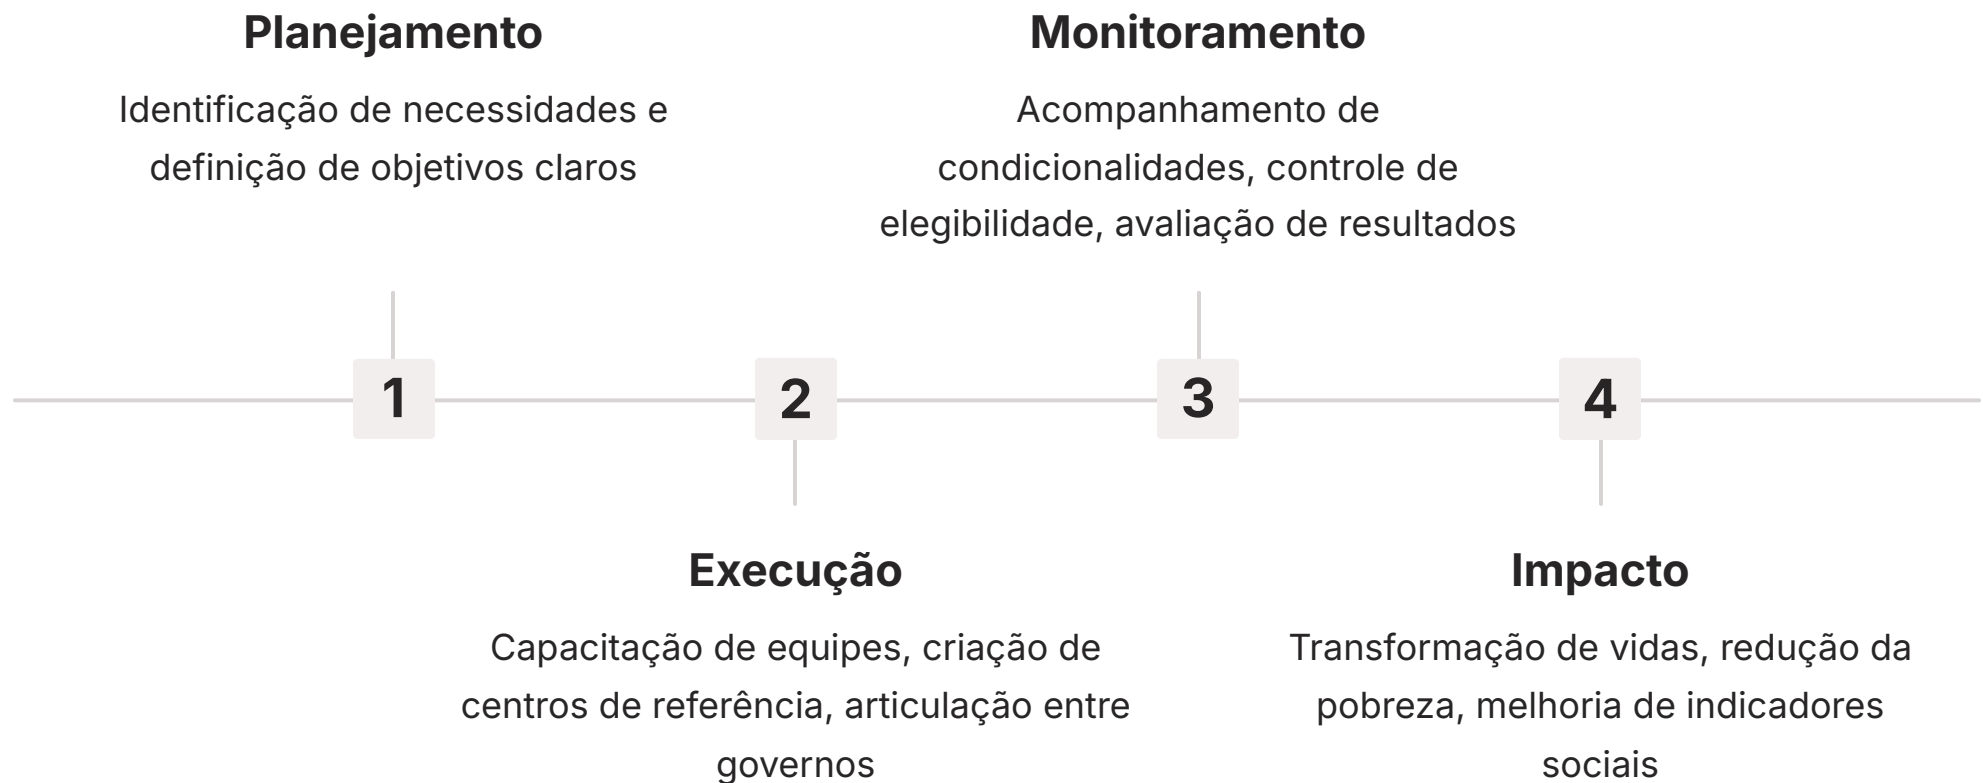 Planejamento
Identificação de necessidades e
definição de objetivos claros
Monitoramento
Acompanhamento de
condicionalidades, controle de
elegibilidade, avaliação de resultados
1
2
3
4
Execução
Capacitação de equipes, criação de
centros de referência, articulação entre
governos
Impacto
Transformação de vidas, redução da
pobreza, melhoria de indicadores
sociais